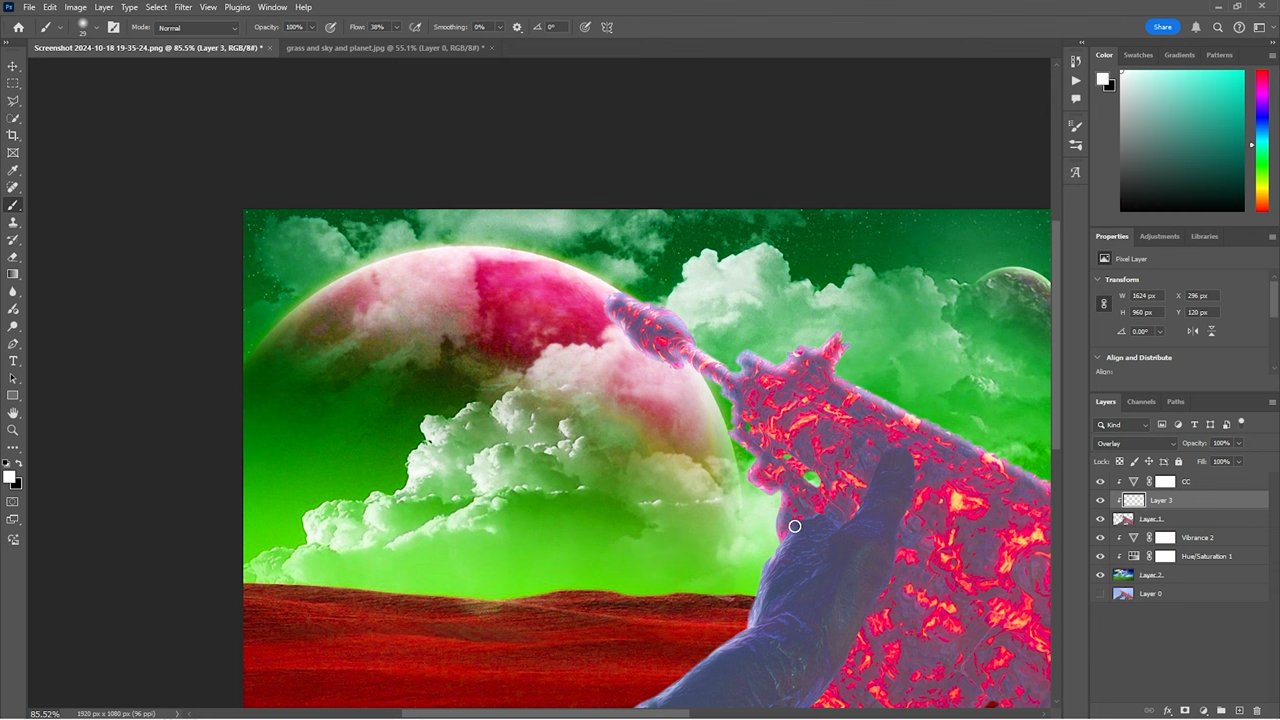 Ps File Edit Image Layer Type Select Filter View Plugins Window Help
29 Mode: Normal Opacity: 100% Flow: 38% Smoothing: 0% 0° Share
Screenshot 2024-10-18 19-35-24.png @ 85.5% (Layer 3, RGB/8#) * × grass and sky and planet.jpg @ 55.1% (Layer 0, RGB/8#) * ×
Color Swatches Gradients Patterns
Properties Adjustments Libraries
Pixel Layer
Transform
W 1624 px X 296 px
H 960 px Y 120 px
0.00°
Align and Distribute
Align:
Layers Channels Paths
Kind
Overlay Opacity: 100%
Lock: Fill: 100%
CC
Layer 3
Layer 1
Vibrance 2
Hue/Saturation 1
Layer 2
Layer 0
85.52% 1920 px x 1080 px (96 ppi)